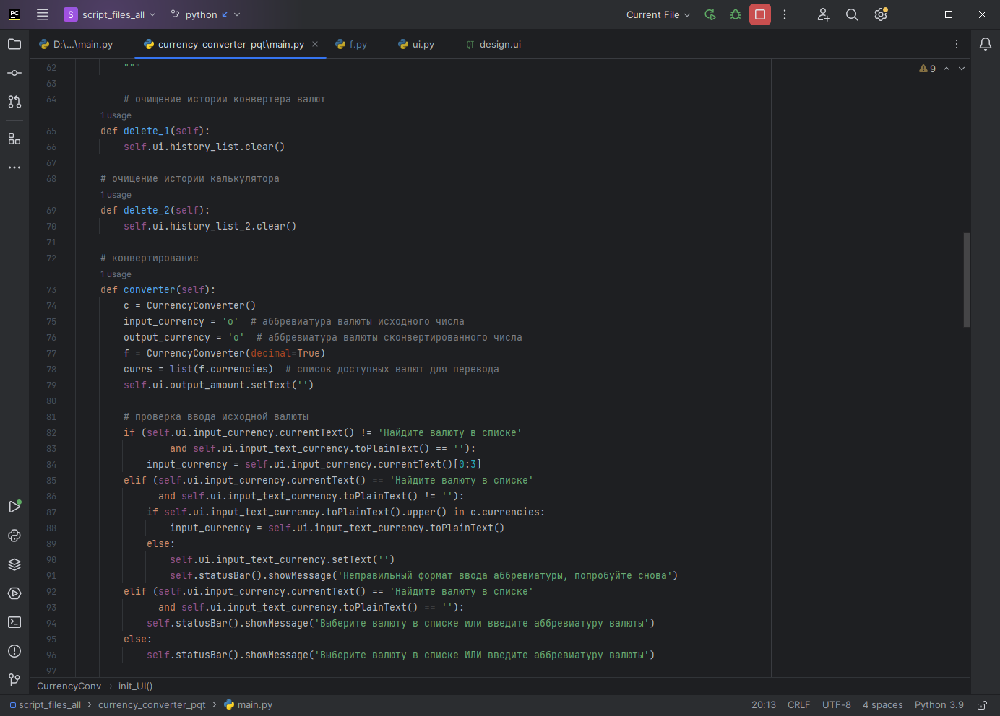 PC S script_files_all python Current File
D:\...\main.py currency_converter_pqt\main.py f.py ui.py QT design.ui
9
62 """
63
64 # очищение истории конвертера валют
1 usage
65 def delete_1(self):
66 self.ui.history_list.clear()
67
68 # очищение истории калькулятора
1 usage
69 def delete_2(self):
70 self.ui.history_list_2.clear()
71
72 # конвертирование
1 usage
73 def converter(self):
74 c = CurrencyConverter()
75 input_currency = 'o' # аббревиатура валюты исходного числа
76 output_currency = 'o' # аббревиатура валюты сконвертированного числа
77 f = CurrencyConverter(decimal=True)
78 currs = list(f.currencies) # список доступных валют для перевода
79 self.ui.output_amount.setText('')
80
81 # проверка ввода исходной валюты
82 if (self.ui.input_currency.currentText() != 'Найдите валюту в списке'
83 and self.ui.input_text_currency.toPlainText() == ''):
84 input_currency = self.ui.input_currency.currentText()[0:3]
85 elif (self.ui.input_currency.currentText() == 'Найдите валюту в списке'
86 and self.ui.input_text_currency.toPlainText() != ''):
87 if self.ui.input_text_currency.toPlainText().upper() in c.currencies:
88 input_currency = self.ui.input_text_currency.toPlainText()
89 else:
90 self.ui.input_text_currency.setText('')
91 self.statusBar().showMessage('Неправильный формат ввода аббревиатуры, попробуйте снова')
92 elif (self.ui.input_currency.currentText() == 'Найдите валюту в списке'
93 and self.ui.input_text_currency.toPlainText() == ''):
94 self.statusBar().showMessage('Выберите валюту в списке или введите аббревиатуру валюты')
95 else:
96 self.statusBar().showMessage('Выберите валюту в списке ИЛИ введите аббревиатуру валюты')
97
CurrencyConv › init_UI()
script_files_all > currency_converter_pqt > main.py 20:13 CRLF UTF-8 4 spaces Python 3.9